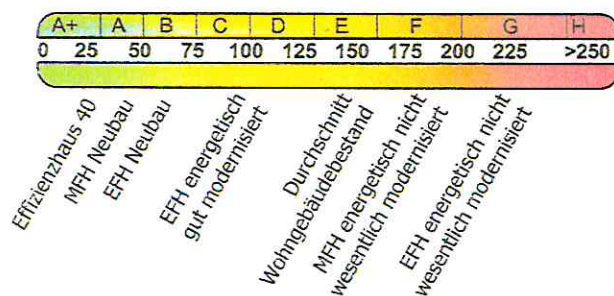 A+ A B C D E F G H
0 25 50 75 100 125 150 175 200 225 >250
Effizienzhaus 40
MFH Neubau
EFH Neubau
EFH energetisch
gut modernisiert
Durchschnitt
Wohngebäudebestand
MFH energetisch nicht
wesentlich modernisiert
EFH energetisch nicht
wesentlich modernisiert